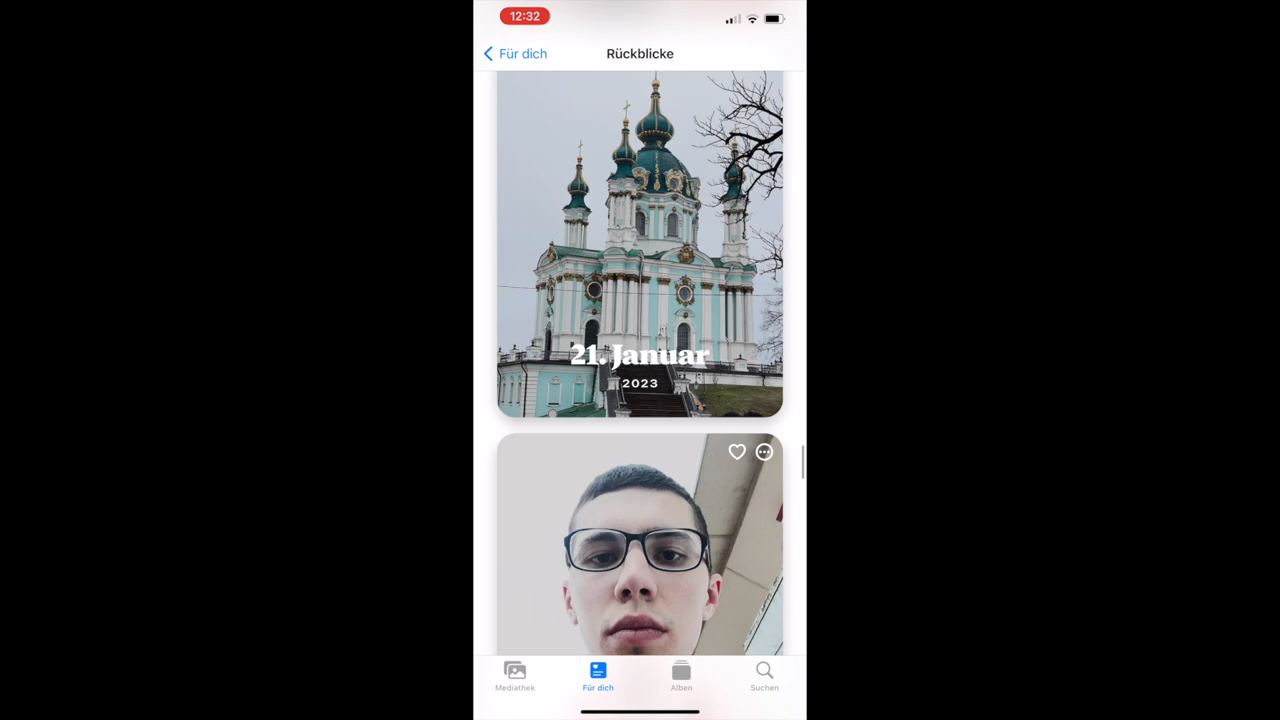 12:32
Für dich
Rückblicke
21. Januar
2023
Mediathek
Für dich
Alben
Suchen